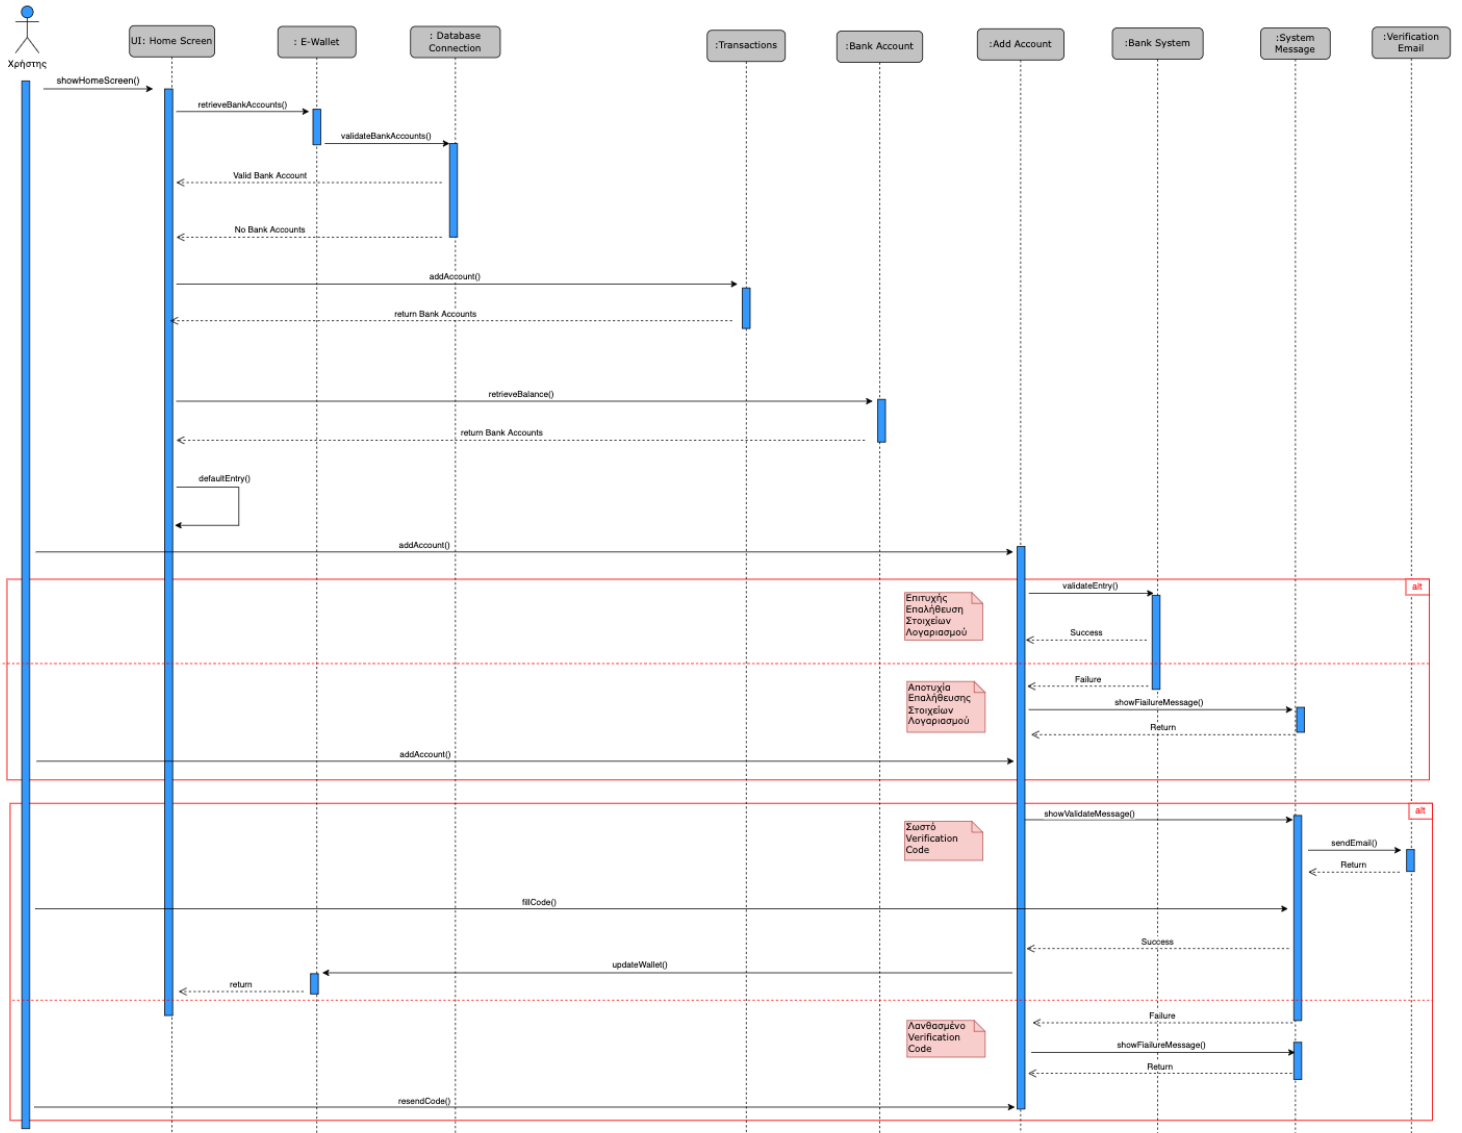 Χρήστης
UI: Home Screen
: E-Wallet
: Database
Connection
:Transactions
:Bank Account
:Add Account
:Bank System
:System
Message
:Verification
Email
showHomeScreen()
retrieveBankAccounts()
validateBankAccounts()
Valid Bank Account
No Bank Accounts
addAccount()
return Bank Accounts
retrieveBalance()
return Bank Accounts
defaultEntry()
addAccount()
alt
validateEntry()
Επιτυχής
Επαλήθευση
Στοιχείων
Λογαριασμού
Success
Failure
Αποτυχία
Επαλήθευσης
Στοιχείων
Λογαριασμού
showFiailureMessage()
Return
addAccount()
alt
showValidateMessage()
Σωστό
Verification
Code
sendEmail()
Return
fillCode()
Success
updateWallet()
return
Failure
Λανθασμένο
Verification
Code
showFiailureMessage()
Return
resendCode()